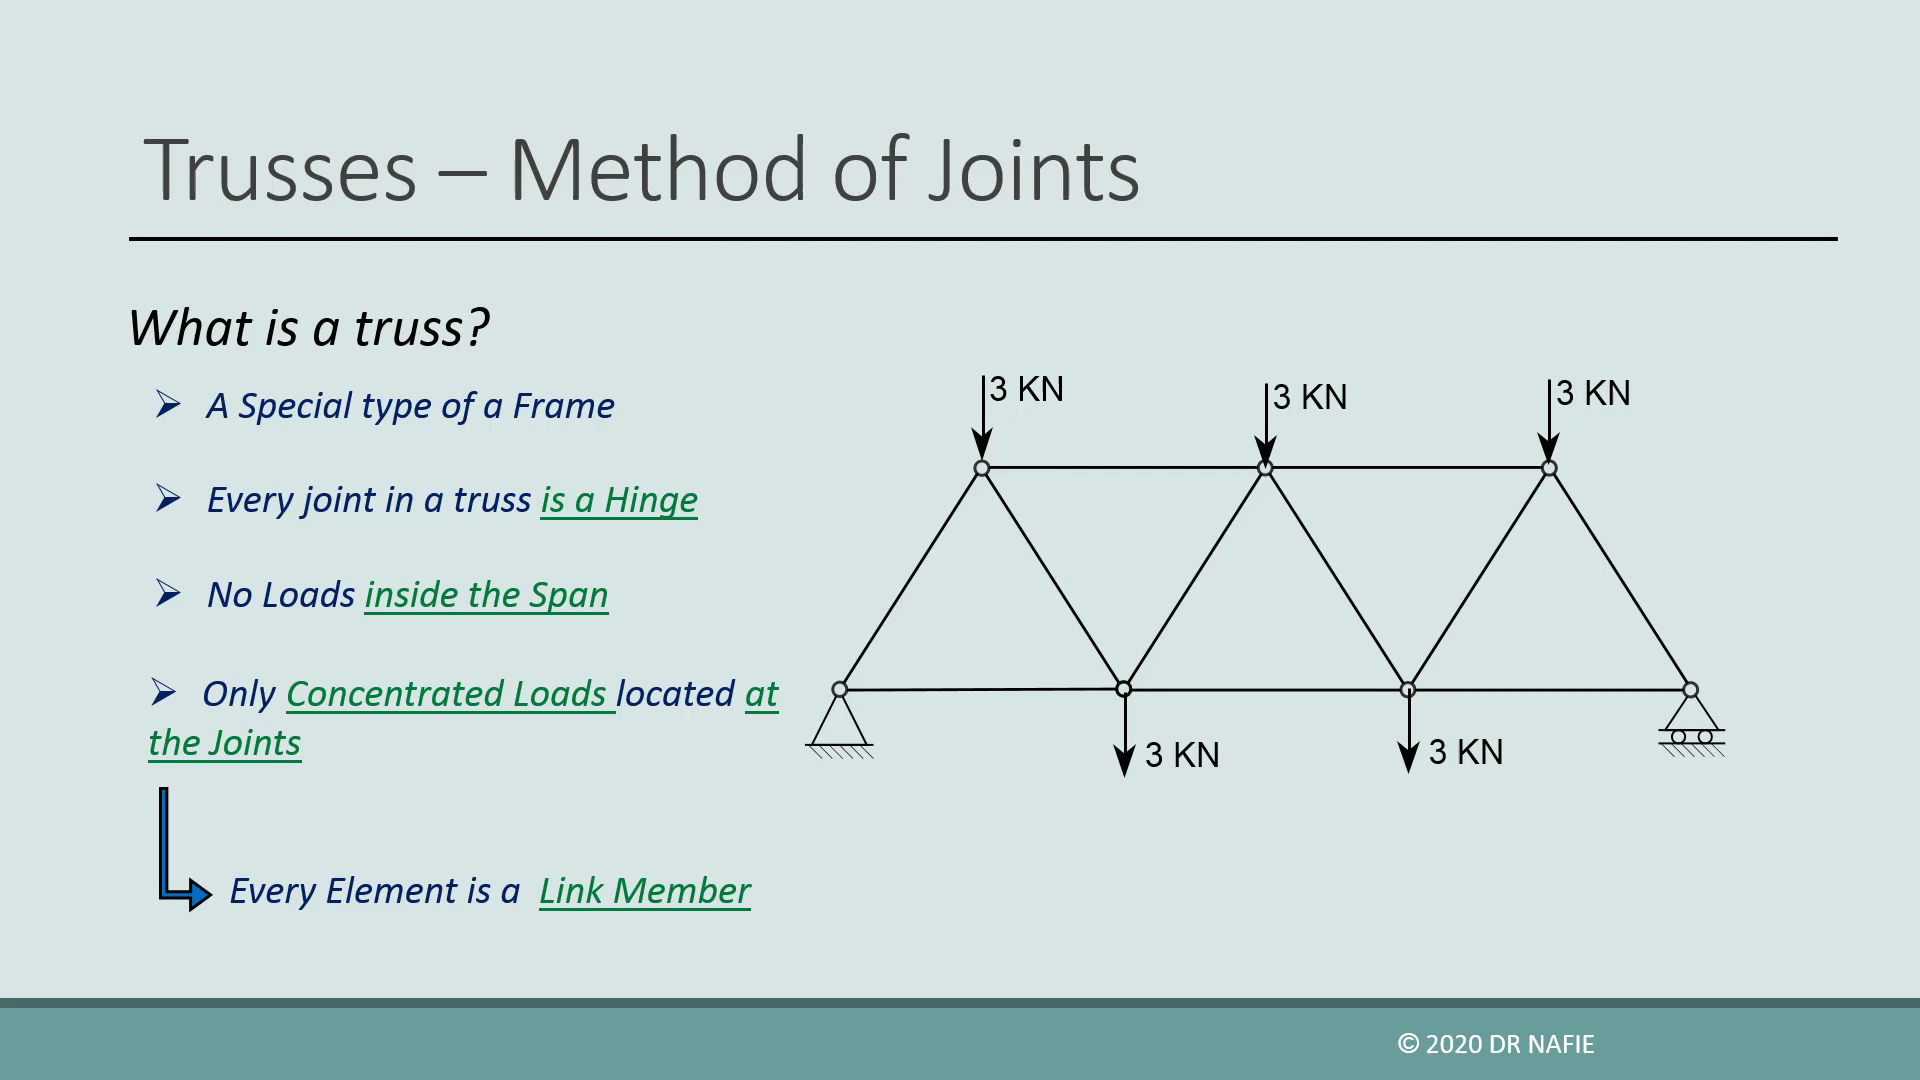 Trusses – Method of Joints
What is a truss?
A Special type of a Frame
Every joint in a truss is a Hinge
No Loads inside the Span
Only Concentrated Loads located at
the Joints
Every Element is a Link Member
3 KN
3 KN
3 KN
3 KN
3 KN
© 2020 DR NAFIE